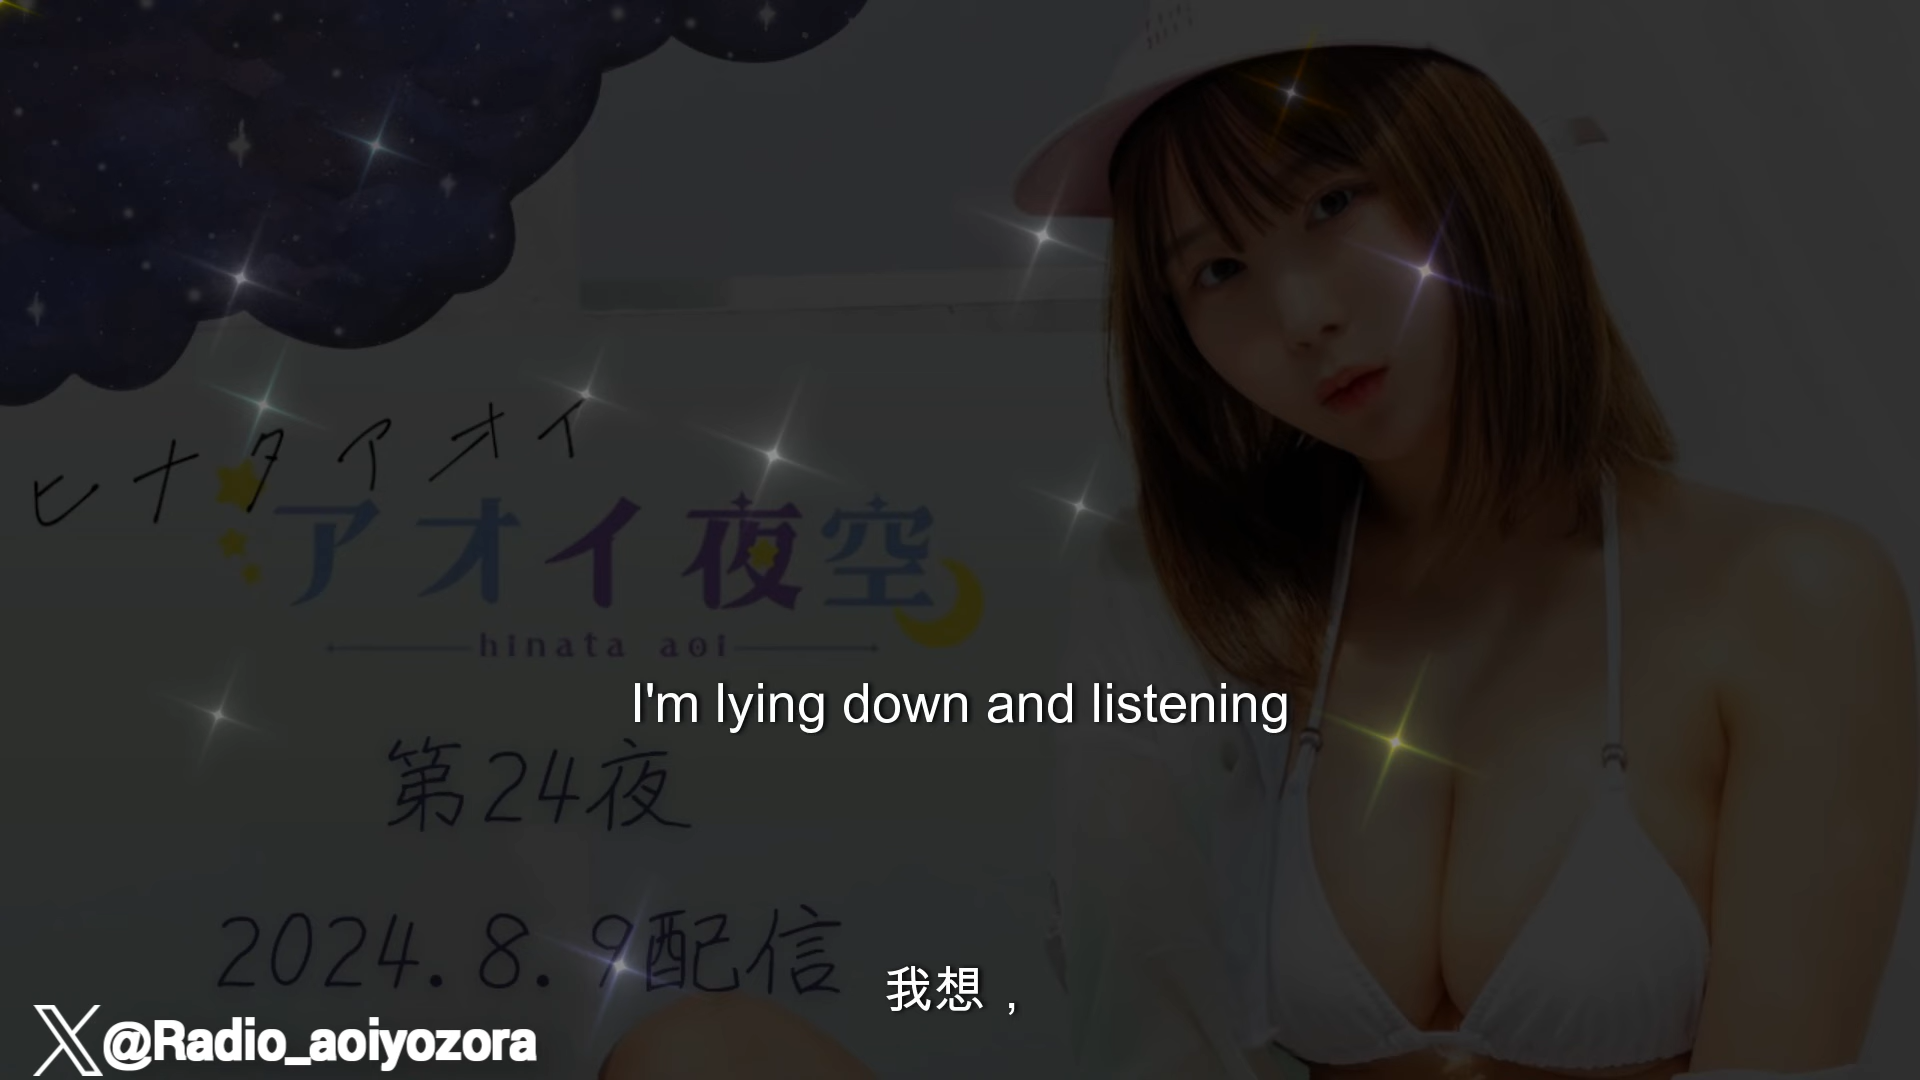 ヒナタアオイ
アオイ夜空
hinata aoi
I'm lying down and listening
第24夜
2024.8.9配信
我想，
@Radio_aoiyozora